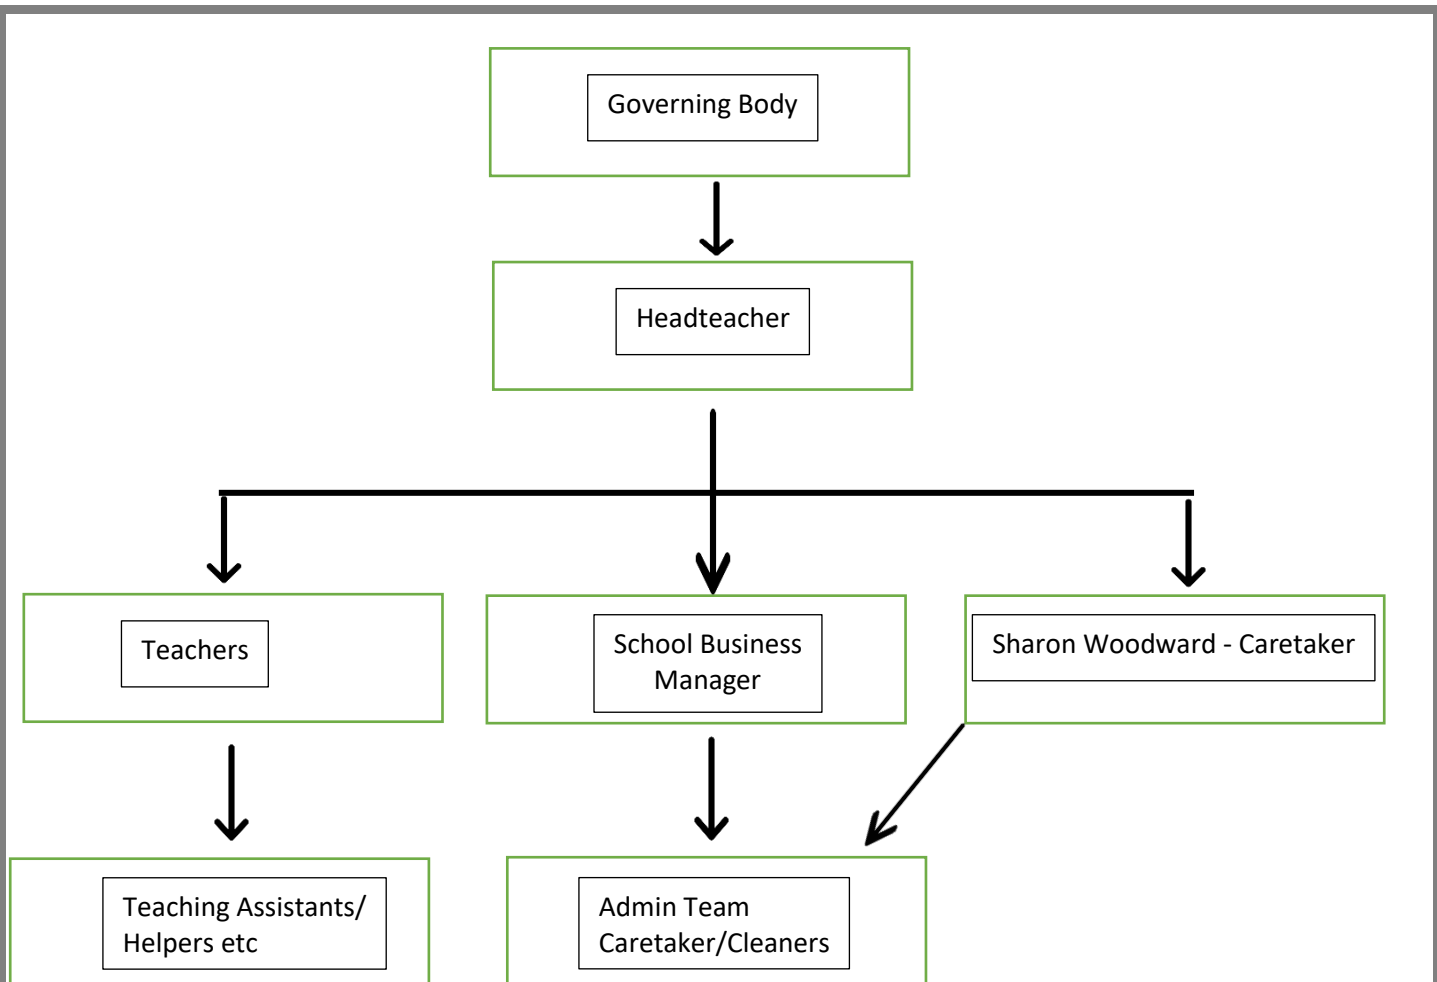 Governing Body
Headteacher
Teachers
School Business
Manager
Sharon Woodward - Caretaker
Teaching Assistants/
Helpers etc
Admin Team
Caretaker/Cleaners